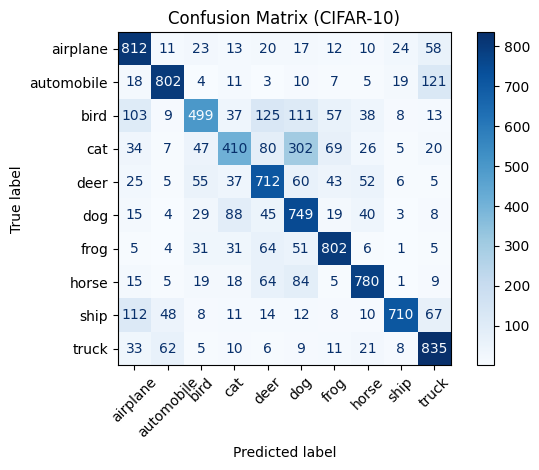 Confusion Matrix (CIFAR-10)
airplane 812 11 23 13 20 17 12 10 24 58
automobile 18 802 4 11 3 10 7 5 19 121
bird 103 9 499 37 125 111 57 38 8 13
cat 34 7 47 410 80 302 69 26 5 20
deer 25 5 55 37 712 60 43 52 6 5
dog 15 4 29 88 45 749 19 40 3 8
frog 5 4 31 31 64 51 802 6 1 5
horse 15 5 19 18 64 84 5 780 1 9
ship 112 48 8 11 14 12 8 10 710 67
truck 33 62 5 10 6 9 11 21 8 835
airplane automobile bird cat deer dog frog horse ship truck
Predicted label
True label
800
700
600
500
400
300
200
100